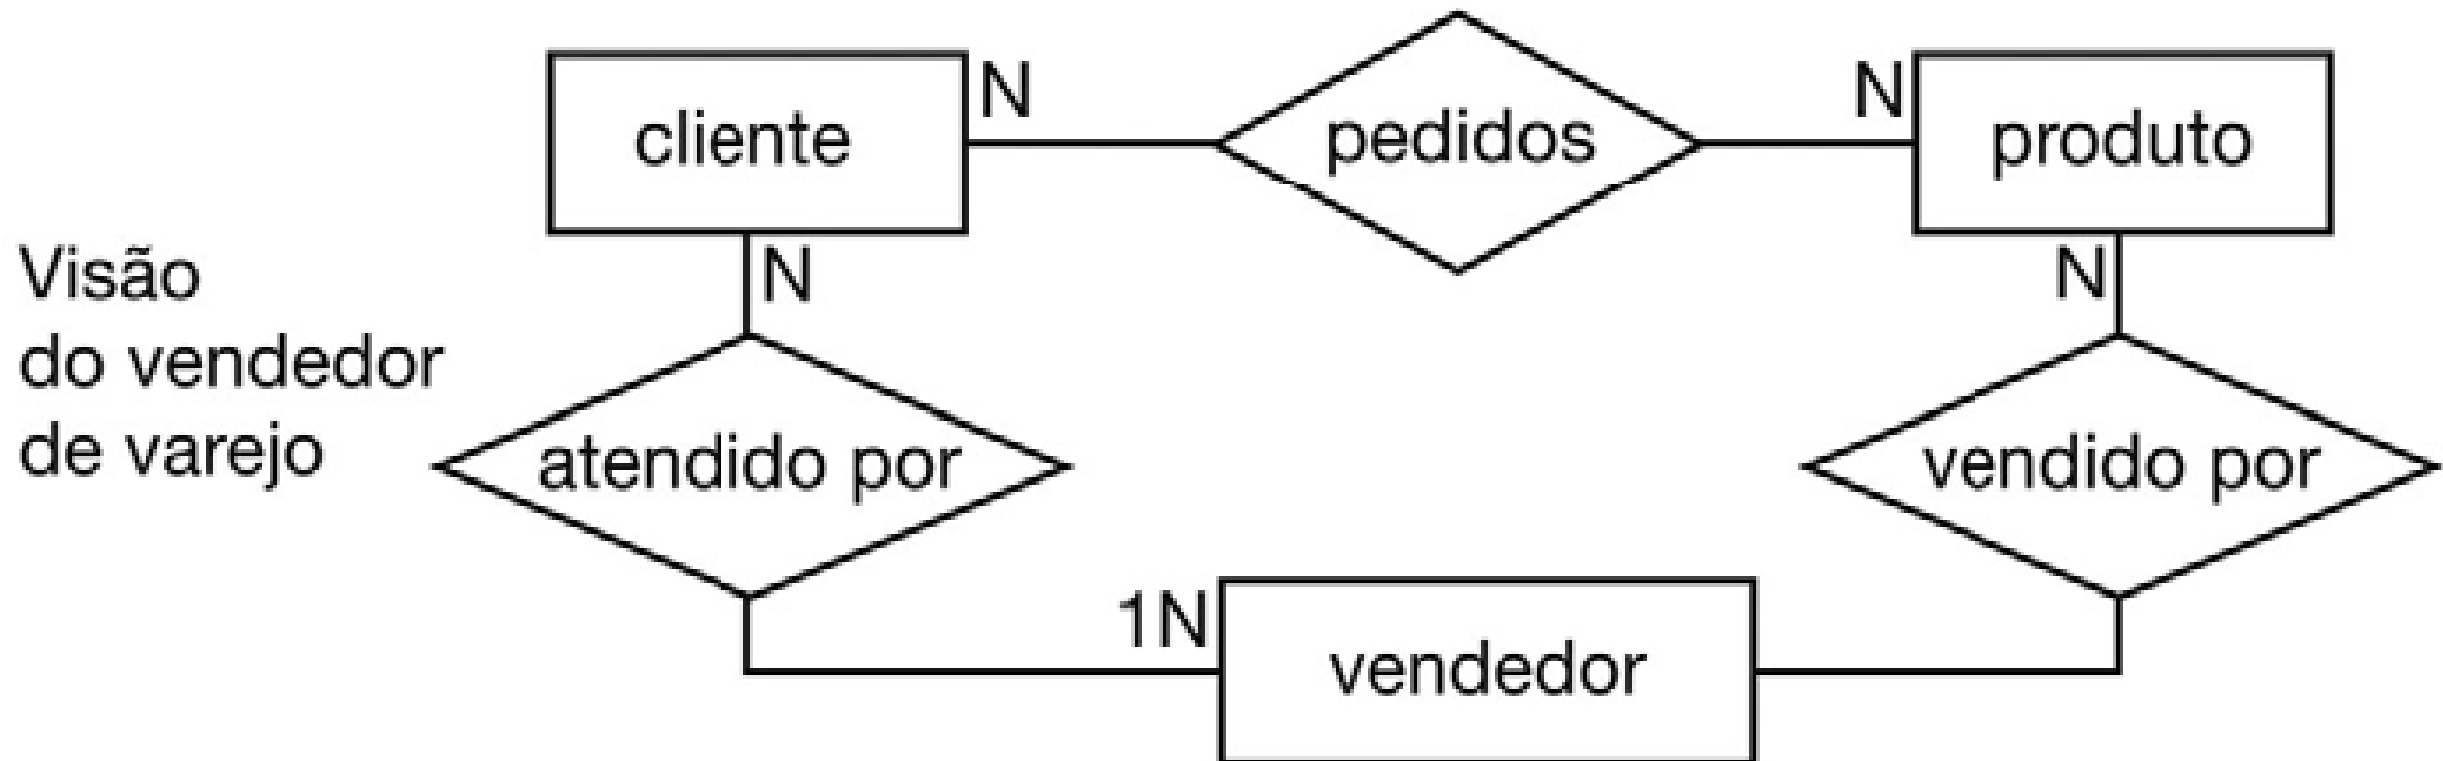 cliente
N
pedidos
N
produto
Visão
do vendedor
de varejo
N
N
atendido por
vendido por
1N
vendedor